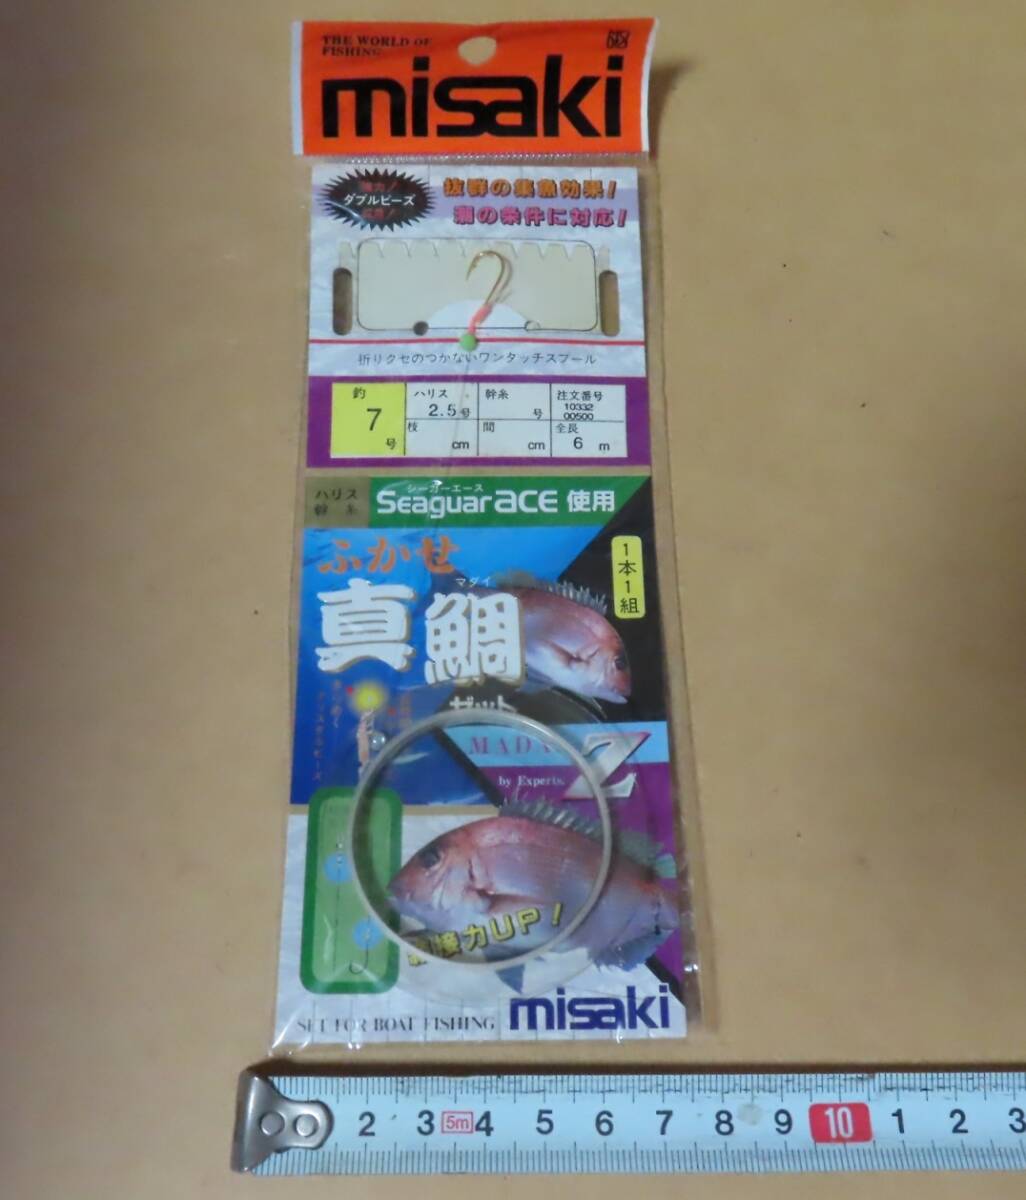 THE WORLD OF
FISHING
misaki
強力!
ダブルビーズ
抜群の集魚効果!
潮の条件に対応!
折りクセのつかないワンタッチスプール
釣
7
号
ハリス
2.5号
幹糸
号
注文番号
10332
00500
枝
cm
間
cm
全長
6 m
ハリス
幹糸
シーガーエース
Seaguar ACE 使用
ふかせ
マダイ
真鯛
ゼット
1本1組
MADAI
Z
by Experts.
接力UP!
SET FOR BOAT FISHING
misaki
2 3 5m 4 5 6 7 8 9 10 1 2 3